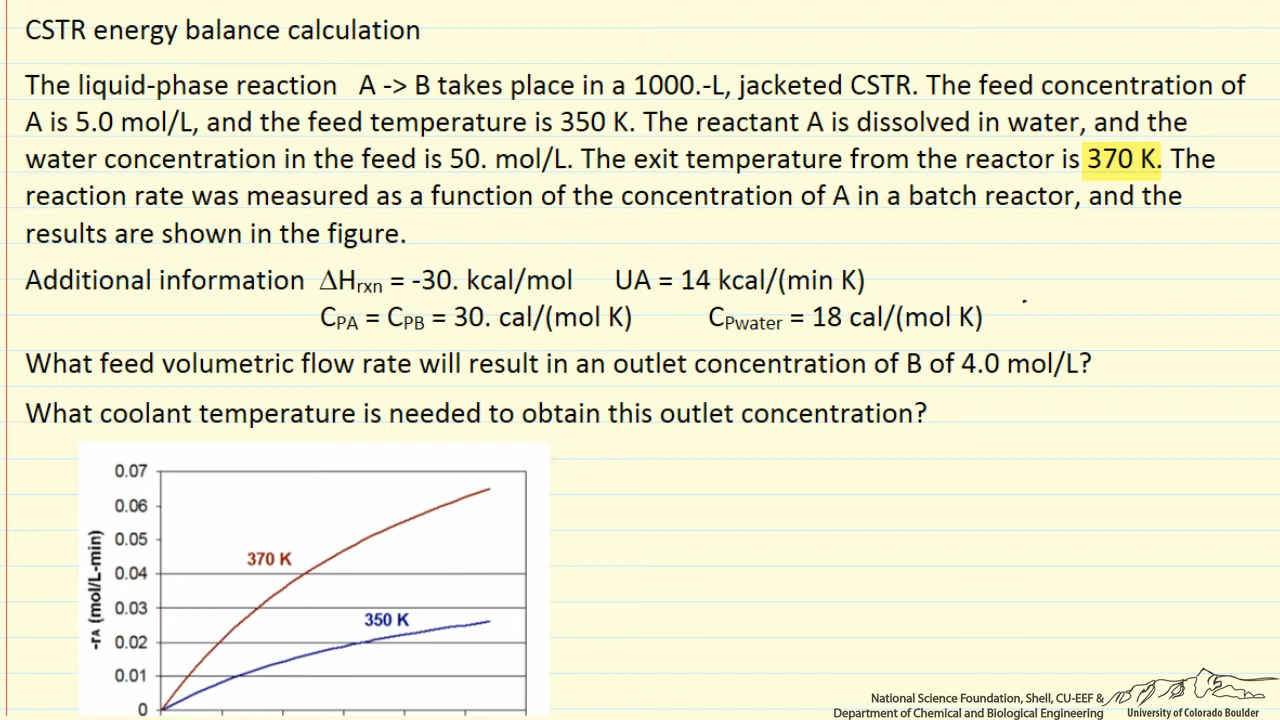 CSTR energy balance calculation
The liquid-phase reaction A -> B takes place in a 1000.-L, jacketed CSTR. The feed concentration of
A is 5.0 mol/L, and the feed temperature is 350 K. The reactant A is dissolved in water, and the
water concentration in the feed is 50. mol/L. The exit temperature from the reactor is 370 K. The
reaction rate was measured as a function of the concentration of A in a batch reactor, and the
results are shown in the figure.
Additional information ΔHrxn = -30. kcal/mol UA = 14 kcal/(min K)
CPA = CPB = 30. cal/(mol K) CPwater = 18 cal/(mol K)
What feed volumetric flow rate will result in an outlet concentration of B of 4.0 mol/L?
What coolant temperature is needed to obtain this outlet concentration?
0.07
0.06
0.05
0.04
0.03
0.02
0.01
0
-rA (mol/L-min)
370 K
350 K
National Science Foundation, Shell, CU-EEF &
Department of Chemical and Biological Engineering
University of Colorado Boulder